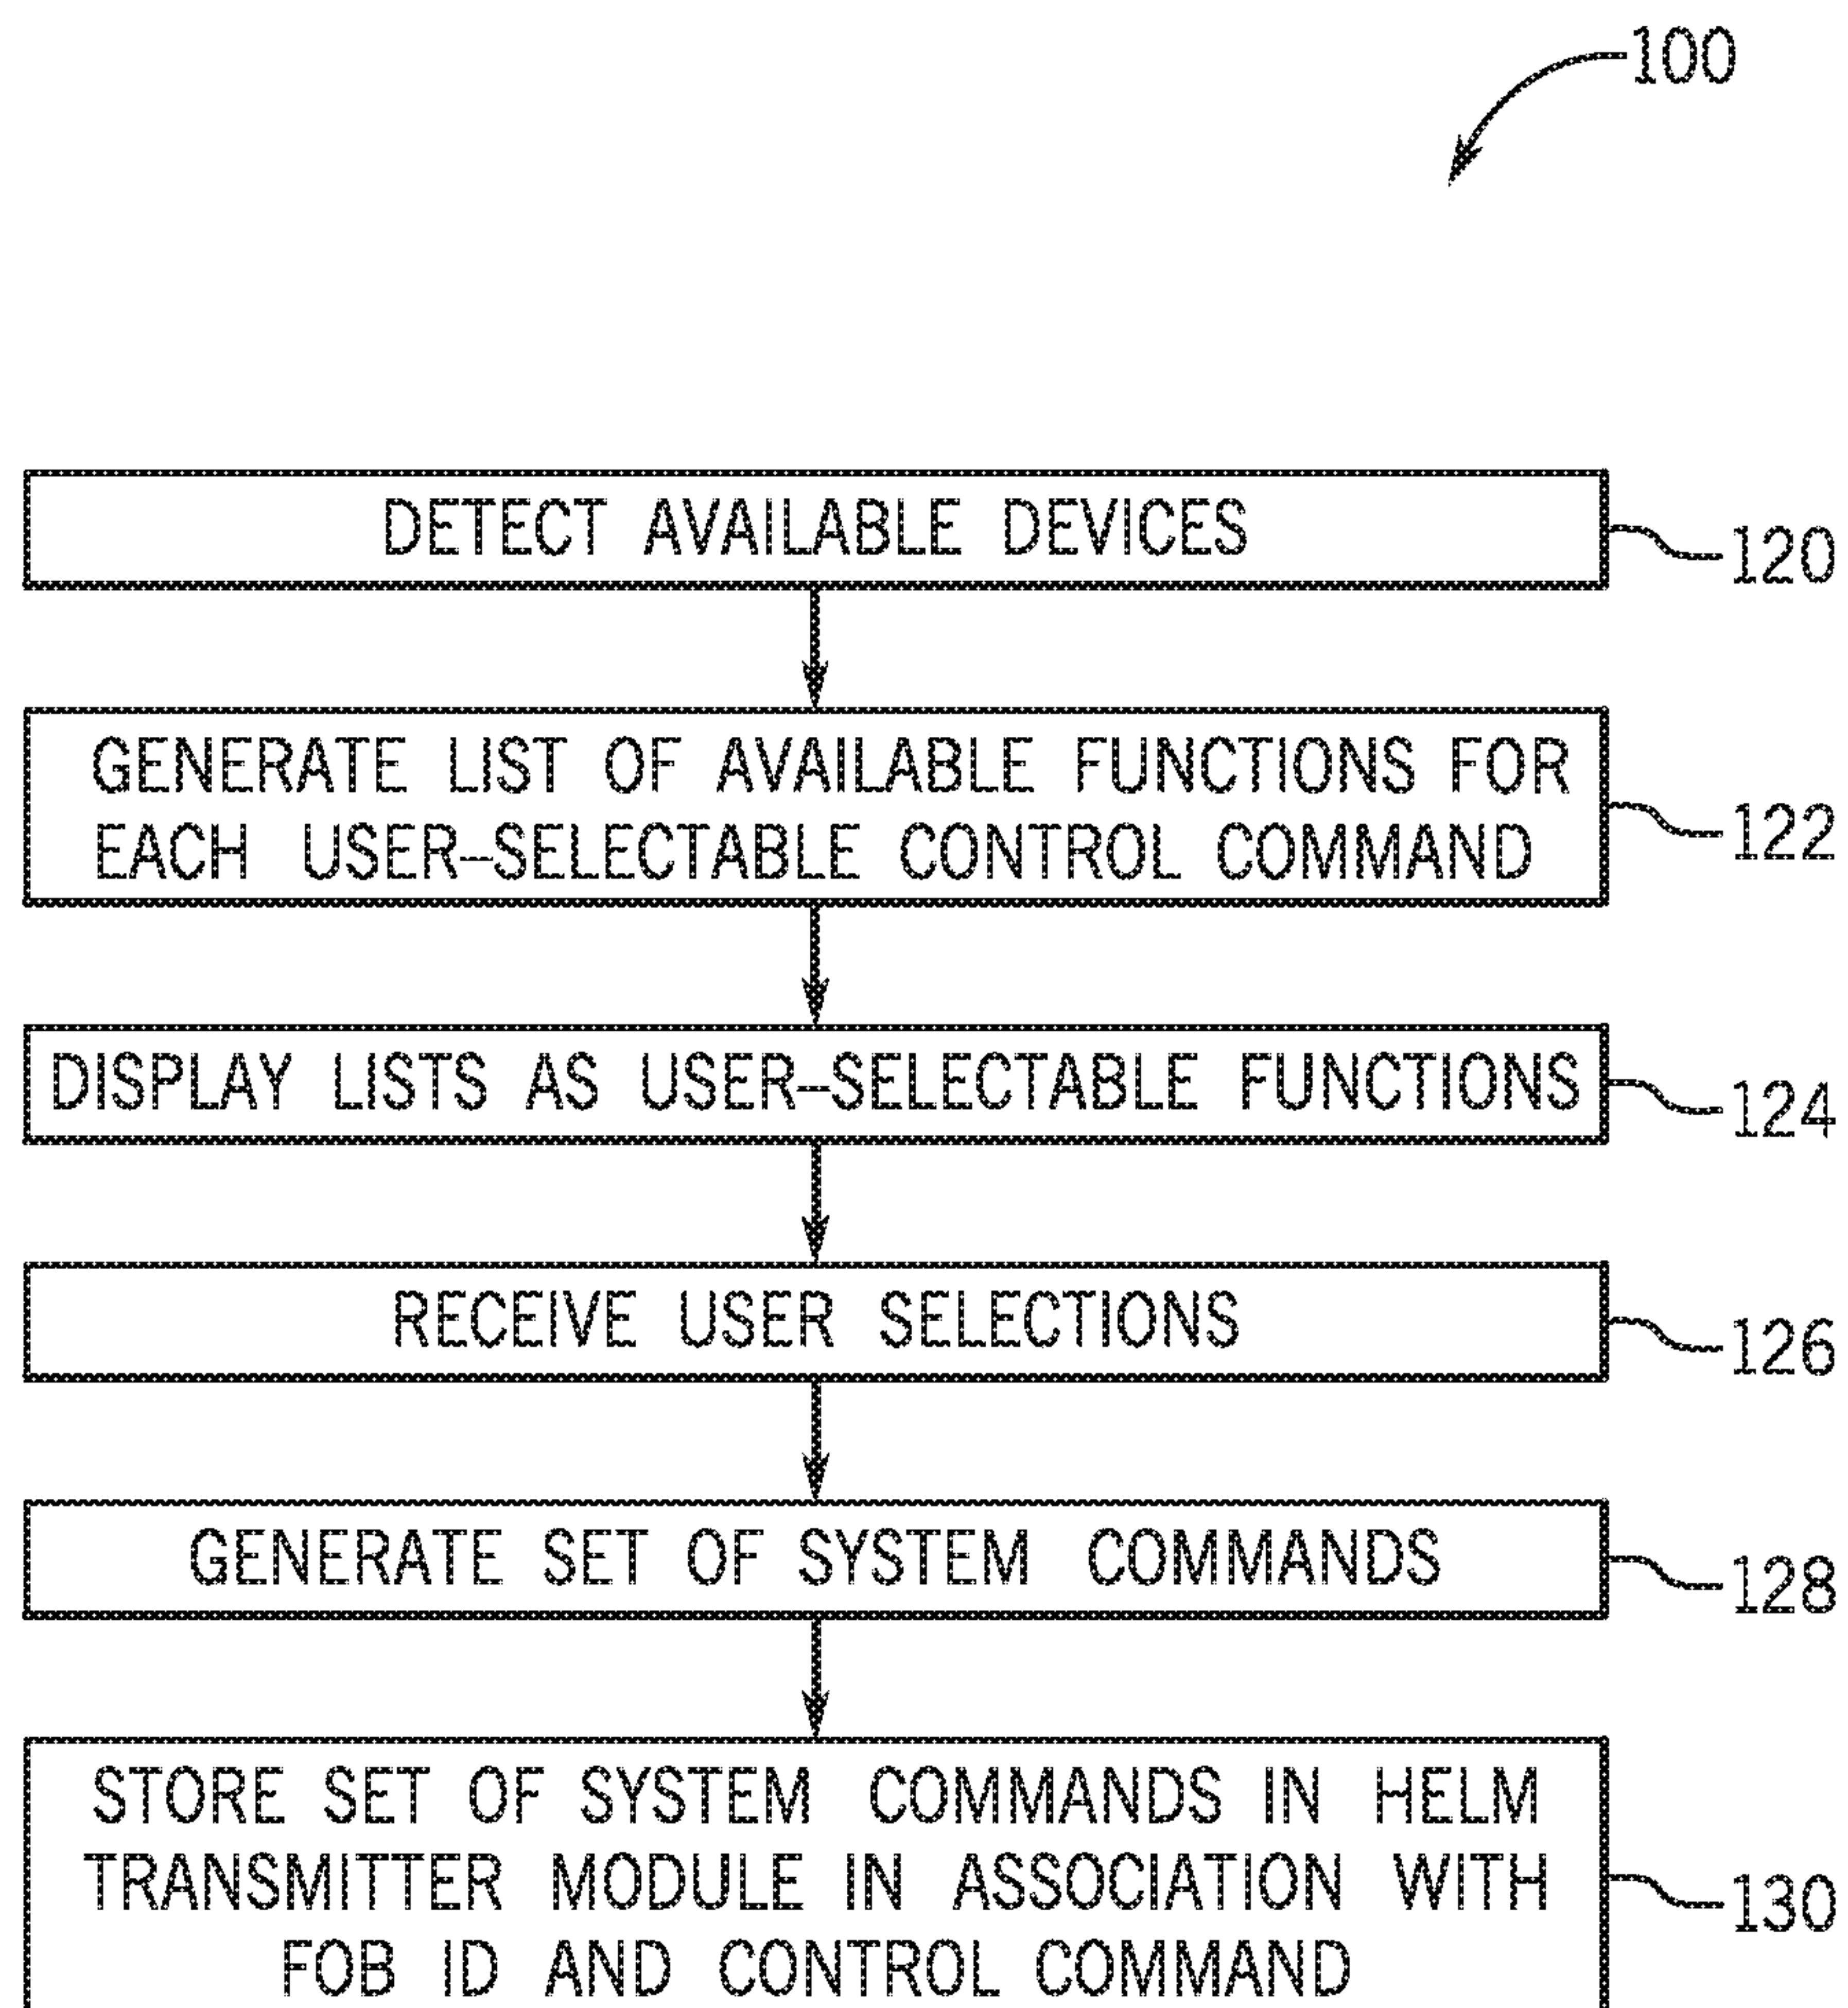 100
DETECT AVAILABLE DEVICES
120
GENERATE LIST OF AVAILABLE FUNCTIONS FOR
EACH USER-SELECTABLE CONTROL COMMAND
122
DISPLAY LISTS AS USER-SELECTABLE FUNCTIONS
124
RECEIVE USER SELECTIONS
126
GENERATE SET OF SYSTEM COMMANDS
128
STORE SET OF SYSTEM COMMANDS IN HELM
TRANSMITTER MODULE IN ASSOCIATION WITH
FOB ID AND CONTROL COMMAND
130